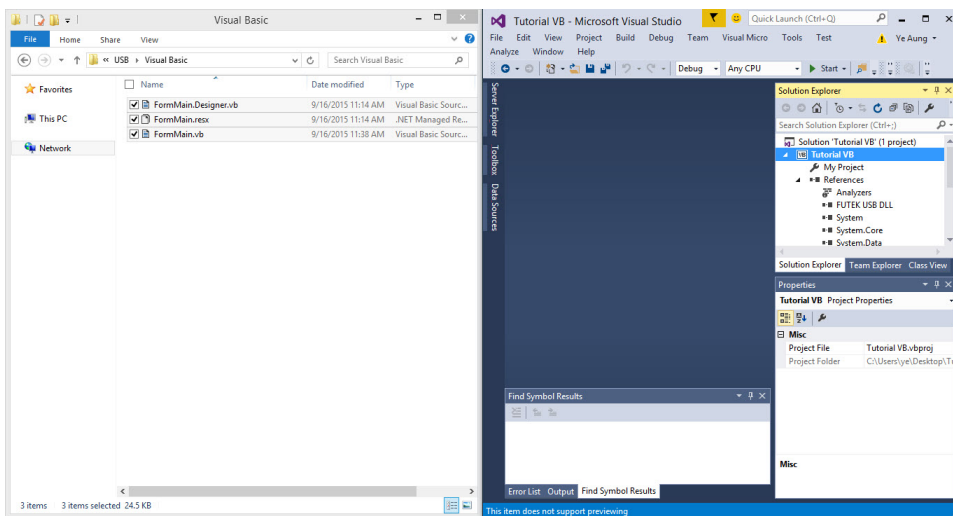 Visual Basic
File Home Share View
« USB Visual Basic
Search Visual Basic
Favorites
This PC
Network
Name Date modified Type
FormMain.Designer.vb 9/16/2015 11:14 AM Visual Basic Sourc...
FormMain.resx 9/16/2015 11:14 AM .NET Managed Re...
FormMain.vb 9/16/2015 11:38 AM Visual Basic Sourc...
3 items 3 items selected 24.5 KB
Tutorial VB - Microsoft Visual Studio
Quick Launch (Ctrl+Q)
File Edit View Project Build Debug Team Visual Micro Tools Test Ye Aung
Analyze Window Help
Debug Any CPU Start
Server Explorer
Toolbox
Data Sources
Solution Explorer
Search Solution Explorer (Ctrl+;)
Solution 'Tutorial VB' (1 project)
VB Tutorial VB
My Project
References
Analyzers
FUTEK USB DLL
System
System.Core
System.Data
Solution Explorer Team Explorer Class View
Properties
Tutorial VB Project Properties
Misc
Project File Tutorial VB.vbproj
Project Folder C:\Users\ye\Desktop\Tu
Misc
Find Symbol Results
Error List Output Find Symbol Results
This item does not support previewing